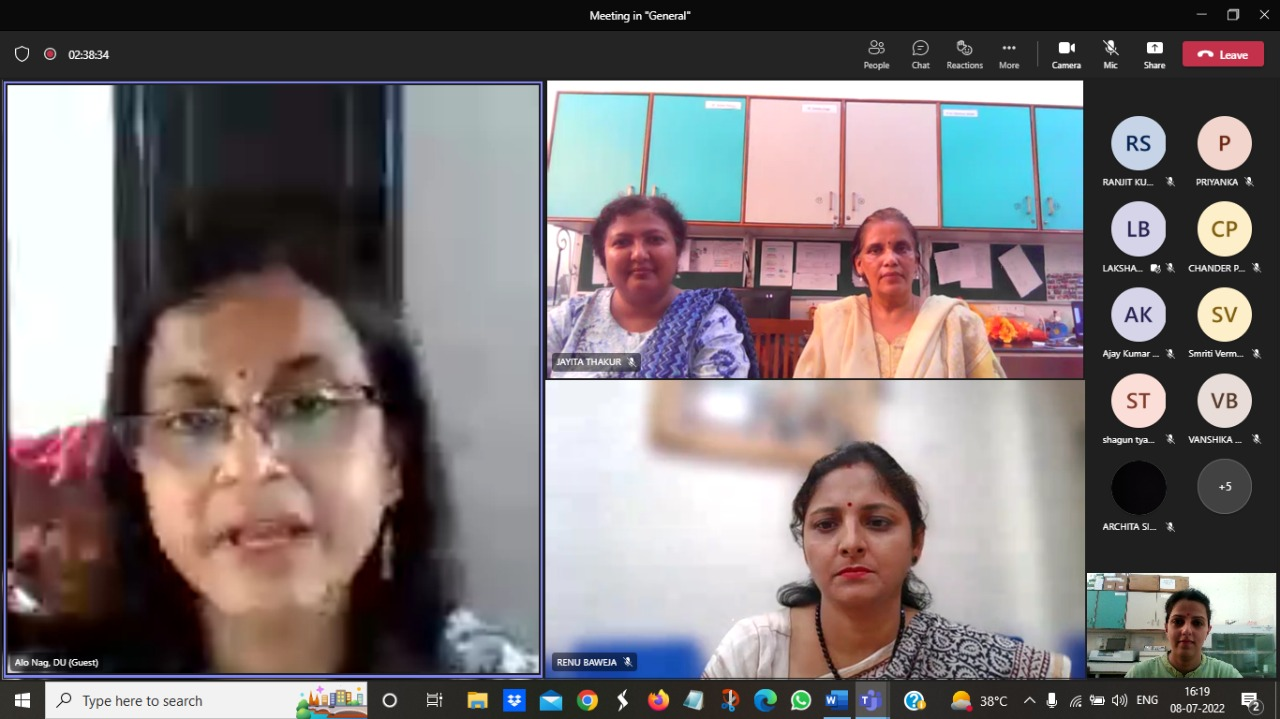 Meeting in "General"
02:38:34
People
Chat
Reactions
More
Camera
Mic
Share
Leave
RS
RANJIT KU...
P
PRIYANKA
LB
LAKSHA...
CP
CHANDER P...
AK
Ajay Kumar ...
SV
Smriti Verm...
ST
shagun tya...
VB
VANSHIKA ...
ARCHITA SI...
+5
JAYITA THAKUR
Alo Nag, DU (Guest)
RENU BAWEJA
Type here to search
38°C
ENG
16:19
08-07-2022
2